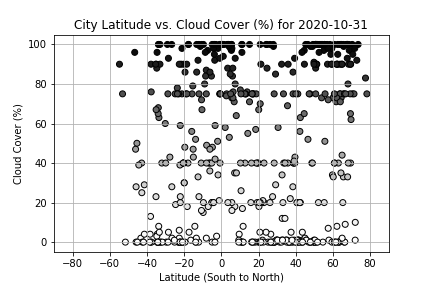 City Latitude vs. Cloud Cover (%) for 2020-10-31
Cloud Cover (%)
100
80
60
40
20
0
−80 −60 −40 −20 0 20 40 60 80
Latitude (South to North)